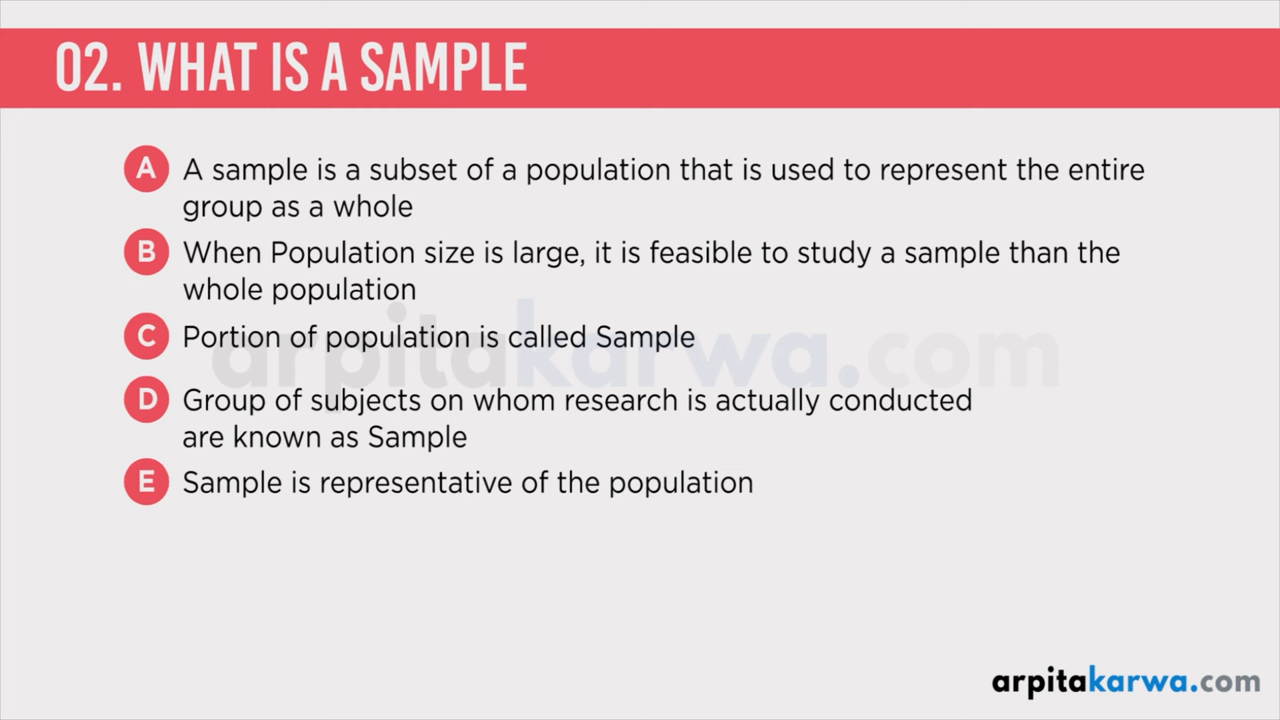 02. WHAT IS A SAMPLE
A A sample is a subset of a population that is used to represent the entire
group as a whole
B When Population size is large, it is feasible to study a sample than the
whole population
C Portion of population is called Sample
arpitakarwa.com
D Group of subjects on whom research is actually conducted
are known as Sample
E Sample is representative of the population
arpitakarwa.com